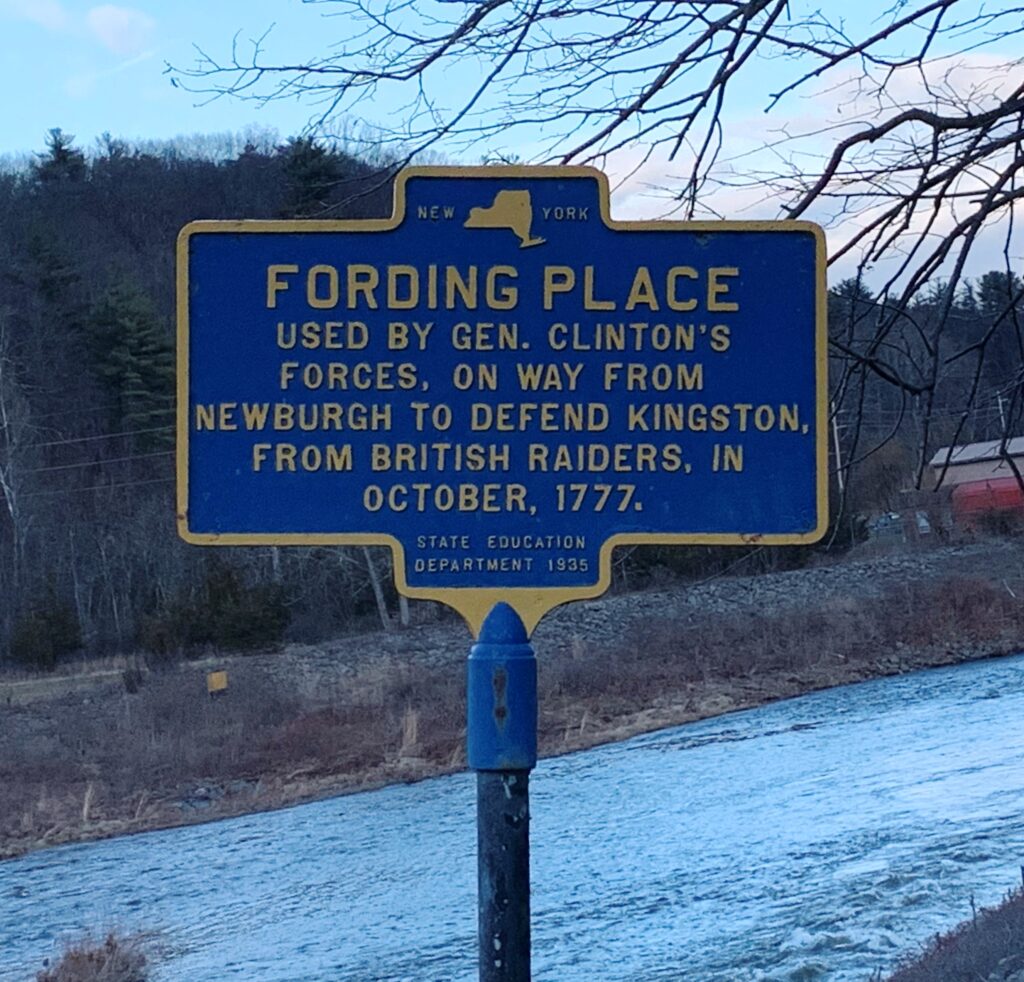 NEW YORK
FORDING PLACE
USED BY GEN. CLINTON'S
FORCES, ON WAY FROM
NEWBURGH TO DEFEND KINGSTON,
FROM BRITISH RAIDERS, IN
OCTOBER, 1777.
STATE EDUCATION
DEPARTMENT 1935